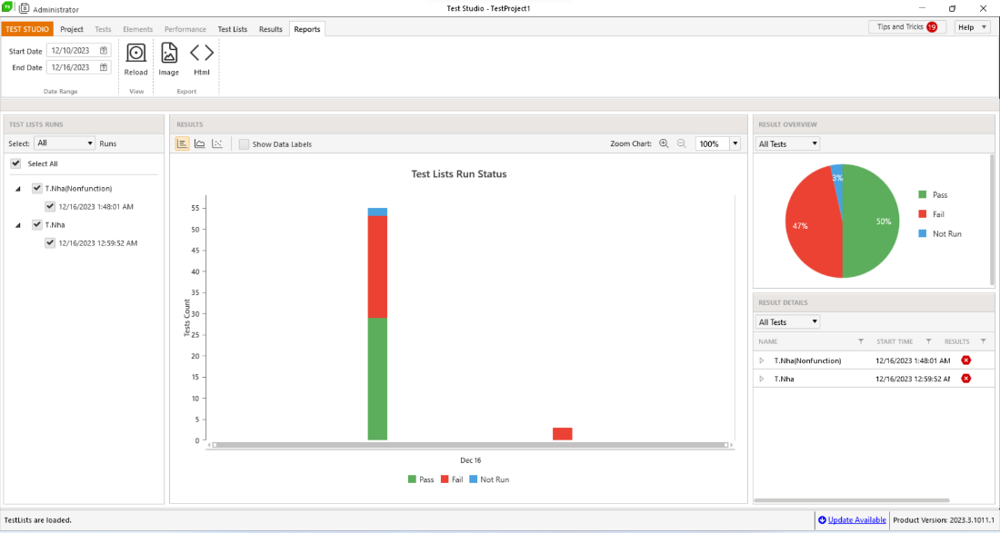 Administrator
Test Studio - TestProject1
TEST STUDIO Project Tests Elements Performance Test Lists Results Reports
Tips and Tricks 19 Help
Start Date 12/10/2023
End Date 12/16/2023
Reload Image Html
Date Range View Export
TEST LISTS RUNS
Select: All Runs
Select All
T.Nha(Nonfunction)
12/16/2023 1:48:01 AM
T.Nha
12/16/2023 12:59:52 AM
RESULTS
Show Data Labels
Zoom Chart: 100%
Test Lists Run Status
Tests Count
55
50
45
40
35
30
25
20
15
10
5
0
Dec 16
Pass Fail Not Run
RESULT OVERVIEW
All Tests
3%
47%
50%
Pass
Fail
Not Run
RESULT DETAILS
All Tests
NAME START TIME RESULTS
T.Nha(Nonfunction) 12/16/2023 1:48:01 AM
T.Nha 12/16/2023 12:59:52 AM
TestLists are loaded.
Update Available Product Version: 2023.3.1011.1